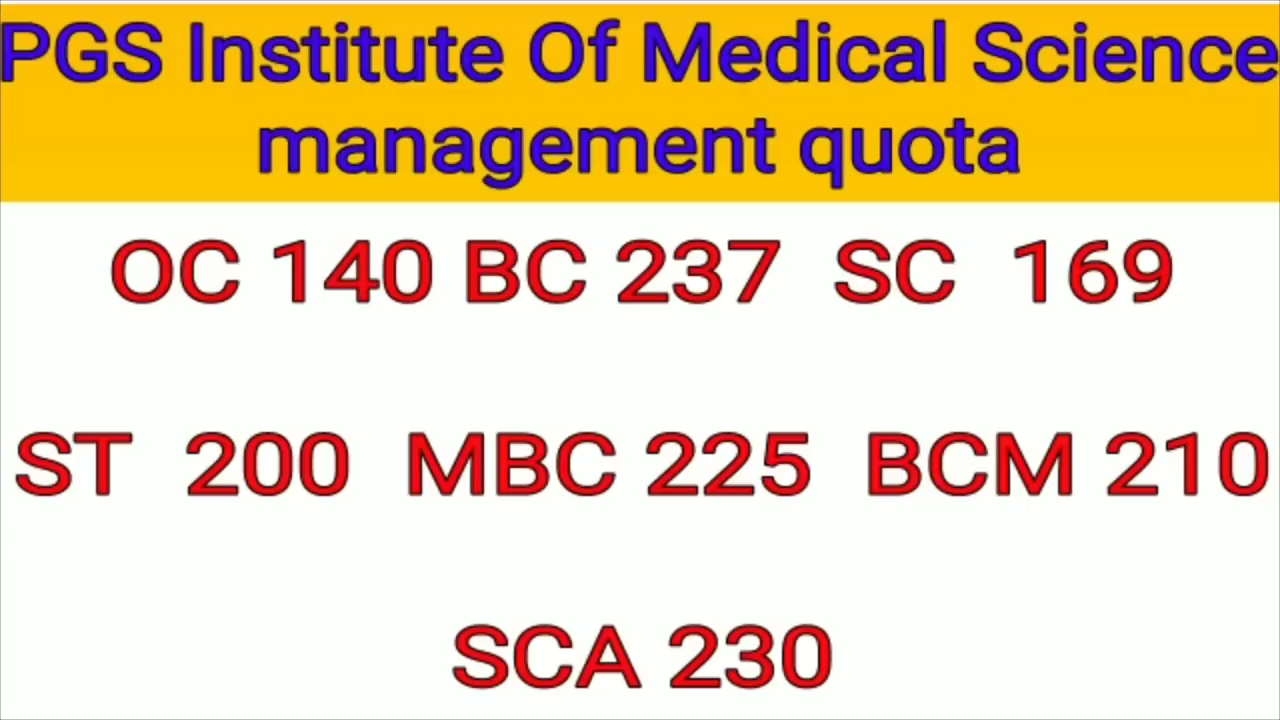 PGS Institute Of Medical Science
management quota
OC 140 BC 237 SC 169
ST 200 MBC 225 BCM 210
SCA 230